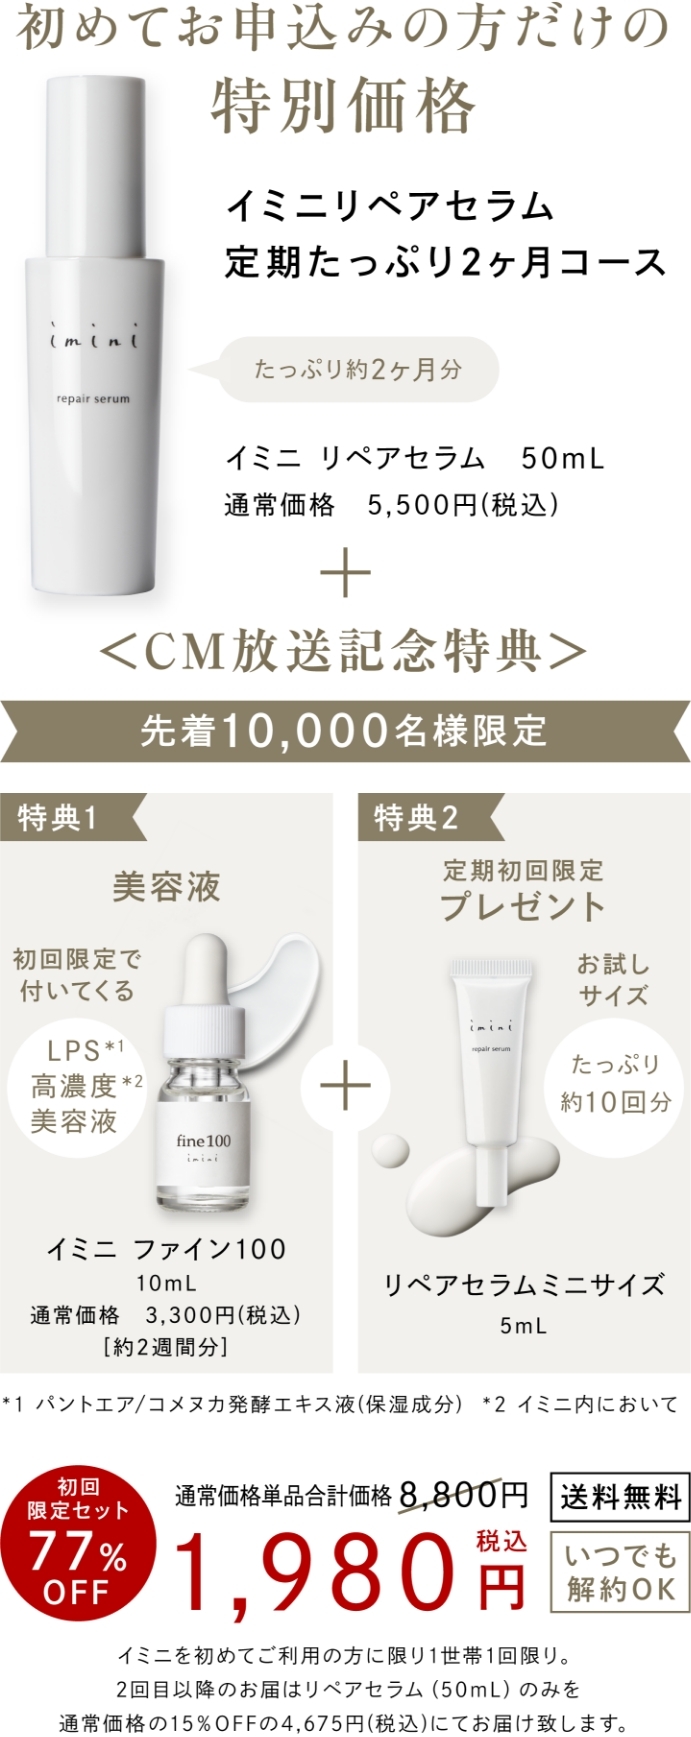 初めてお申込みの方だけの
特別価格
イミニリペアセラム
定期たっぷり2ヶ月コース
imini
repair serum
たっぷり約2ヶ月分
イミニ リペアセラム 50mL
通常価格 5,500円(税込)
＋
＜CM放送記念特典＞
先着10,000名様限定
特典1
美容液
初回限定で
付いてくる
LPS*1
高濃度*2
美容液
fine100
imini
イミニ ファイン100
10mL
通常価格 3,300円(税込)
[約2週間分]
＋
特典2
定期初回限定
プレゼント
お試し
サイズ
imini
repair serum
たっぷり
約10回分
リペアセラムミニサイズ
5mL
*1 パントエア/コメヌカ発酵エキス液(保湿成分) *2 イミニ内において
初回
限定セット
77%
OFF
通常価格単品合計価格 8,800円
1,980円 税込
送料無料
いつでも
解約OK
イミニを初めてご利用の方に限り1世帯1回限り。
2回目以降のお届はリペアセラム（50mL）のみを
通常価格の15%OFFの4,675円(税込)にてお届け致します。